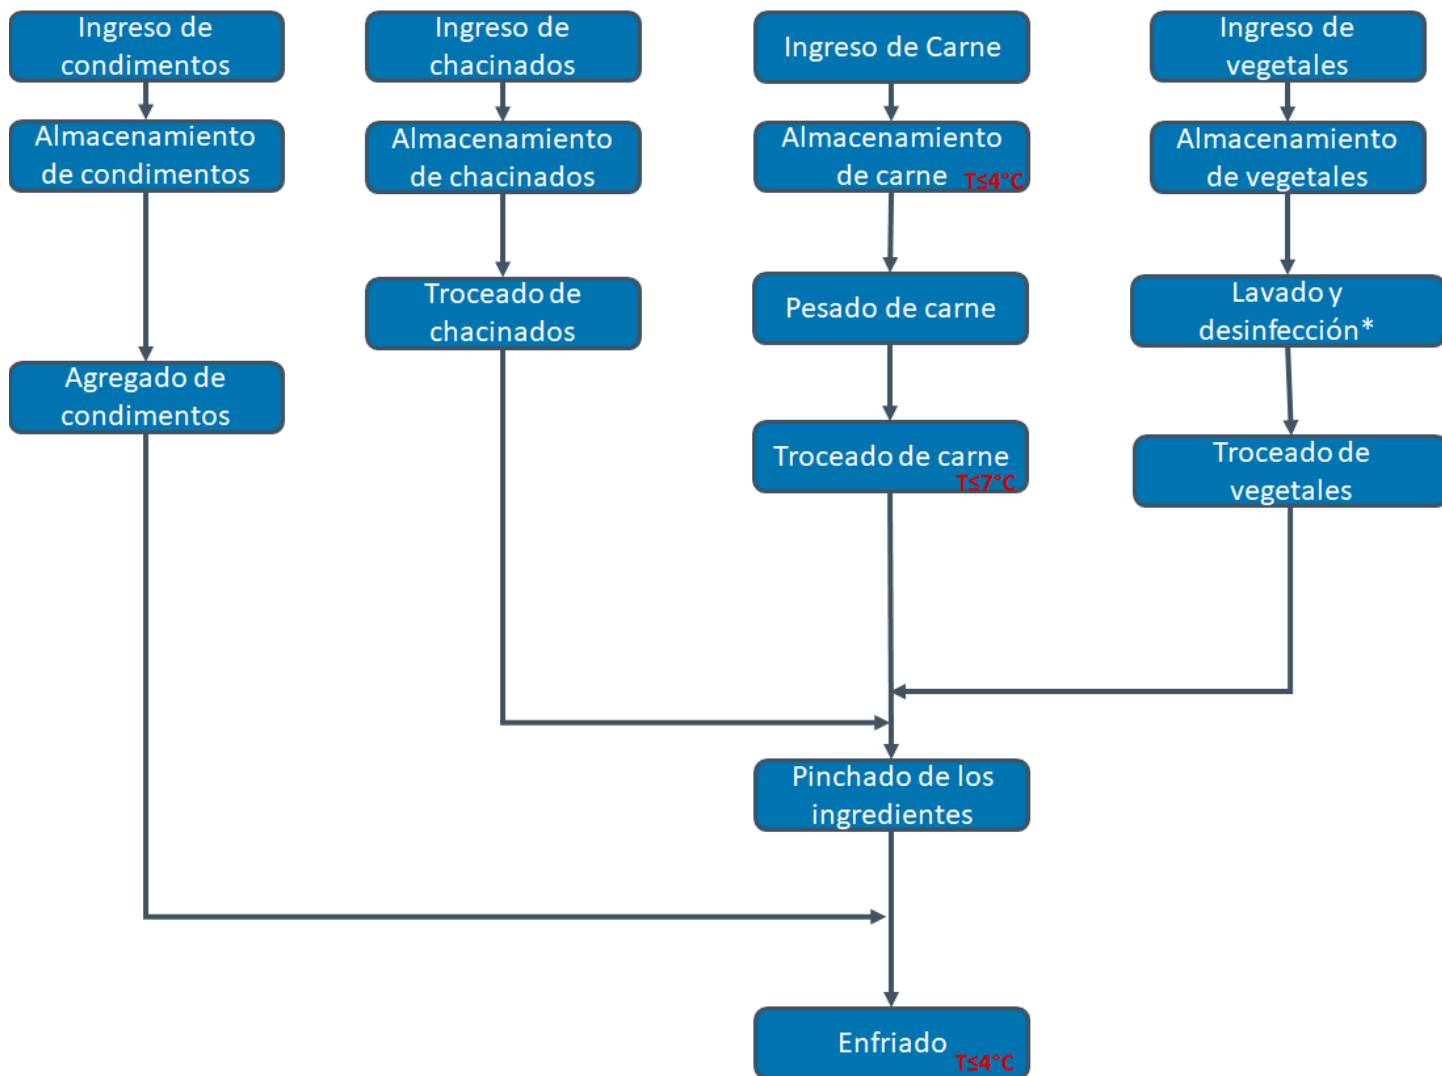 Ingreso de
condimentos
Ingreso de
chacinados
Ingreso de Carne
Ingreso de
vegetales
Almacenamiento
de condimentos
Almacenamiento
de chacinados
Almacenamiento
de carne T≤4°C
Almacenamiento
de vegetales
Troceado de
chacinados
Pesado de carne
Lavado y
desinfección*
Agregado de
condimentos
Troceado de carne
T≤7°C
Troceado de
vegetales
Pinchado de los
ingredientes
Enfriado
T≤4°C